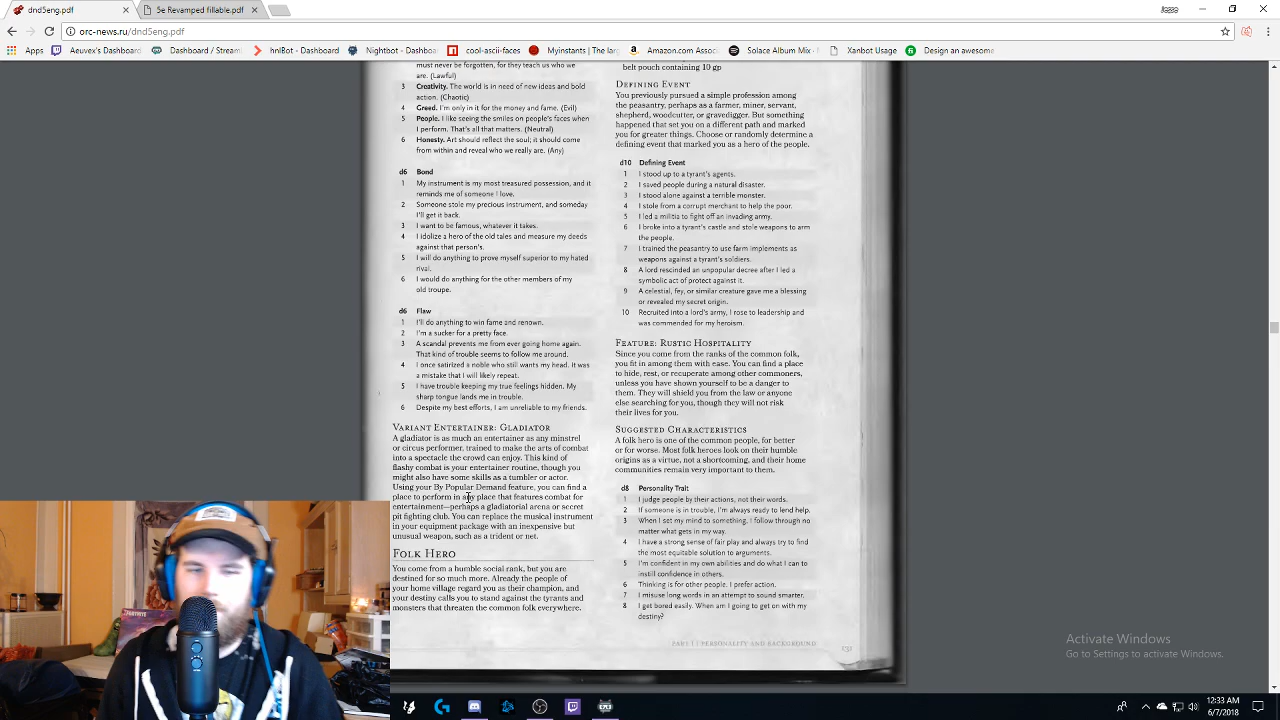 dnd5eng.pdf
5e Revamped fillable.pdf
orc-news.ru/dnd5eng.pdf
Apps
Aeuvex's Dashboard
Dashboard / Stream
hniBot - Dashboard
Nightbot - Dashboard
cool-ascii-faces
Myinstants | The larg
Amazon.com Associ
Solace Album Mix -
Xanbot Usage
Design an awesome
must never be forgotten, for they teach us who we
are. (Lawful)
3 Creativity. The world is in need of new ideas and bold
action. (Chaotic)
4 Greed. I'm only in it for the money and fame. (Evil)
5 People. I like seeing the smiles on people's faces when
I perform. That's all that matters. (Neutral)
6 Honesty. Art should reflect the soul; it should come
from within and reveal who we really are. (Any)
d6 Bond
1 My instrument is my most treasured possession, and it
reminds me of someone I love.
2 Someone stole my precious instrument, and someday
I'll get it back.
3 I want to be famous, whatever it takes.
4 I idolize a hero of the old tales and measure my deeds
against that person's.
5 I will do anything to prove myself superior to my hated
rival.
6 I would do anything for the other members of my
old troupe.
d6 Flaw
1 I'll do anything to win fame and renown.
2 I'm a sucker for a pretty face.
3 A scandal prevents me from ever going home again.
That kind of trouble seems to follow me around.
4 I once satirized a noble who still wants my head. It was
a mistake that I will likely repeat.
5 I have trouble keeping my true feelings hidden. My
sharp tongue lands me in trouble.
6 Despite my best efforts, I am unreliable to my friends.
VARIANT ENTERTAINER: GLADIATOR
A gladiator is as much an entertainer as any minstrel
or circus performer, trained to make the arts of combat
into a spectacle the crowd can enjoy. This kind of
flashy combat is your entertainer routine, though you
might also have some skills as a tumbler or actor.
Using your By Popular Demand feature, you can find a
place to perform in any place that features combat for
entertainment—perhaps a gladiatorial arena or secret
pit fighting club. You can replace the musical instrument
in your equipment package with an inexpensive but
unusual weapon, such as a trident or net.
FOLK HERO
You come from a humble social rank, but you are
destined for so much more. Already the people of
your home village regard you as their champion, and
your destiny calls you to stand against the tyrants and
monsters that threaten the common folk everywhere.
belt pouch containing 10 gp
DEFINING EVENT
You previously pursued a simple profession among
the peasantry, perhaps as a farmer, miner, servant,
shepherd, woodcutter, or gravedigger. But something
happened that set you on a different path and marked
you for greater things. Choose or randomly determine a
defining event that marked you as a hero of the people.
d10 Defining Event
1 I stood up to a tyrant's agents.
2 I saved people during a natural disaster.
3 I stood alone against a terrible monster.
4 I stole from a corrupt merchant to help the poor.
5 I led a militia to fight off an invading army.
6 I broke into a tyrant's castle and stole weapons to arm
the people.
7 I trained the peasantry to use farm implements as
weapons against a tyrant's soldiers.
8 A lord rescinded an unpopular decree after I led a
symbolic act of protect against it.
9 A celestial, fey, or similar creature gave me a blessing
or revealed my secret origin.
10 Recruited into a lord's army, I rose to leadership and
was commended for my heroism.
FEATURE: RUSTIC HOSPITALITY
Since you come from the ranks of the common folk,
you fit in among them with ease. You can find a place
to hide, rest, or recuperate among other commoners,
unless you have shown yourself to be a danger to
them. They will shield you from the law or anyone
else searching for you, though they will not risk
their lives for you.
SUGGESTED CHARACTERISTICS
A folk hero is one of the common people, for better
or for worse. Most folk heroes look on their humble
origins as a virtue, not a shortcoming, and their home
communities remain very important to them.
d8 Personality Trait
1 I judge people by their actions, not their words.
2 If someone is in trouble, I'm always ready to lend help.
3 When I set my mind to something, I follow through no
matter what gets in my way.
4 I have a strong sense of fair play and always try to find
the most equitable solution to arguments.
5 I'm confident in my own abilities and do what I can to
instill confidence in others.
6 Thinking is for other people. I prefer action.
7 I misuse long words in an attempt to sound smarter.
8 I get bored easily. When am I going to get on with my
destiny?
PART 1 | PERSONALITY AND BACKGROUND
131
FORTNITE
Activate Windows
Go to Settings to activate Windows.
12:33 AM
6/7/2018